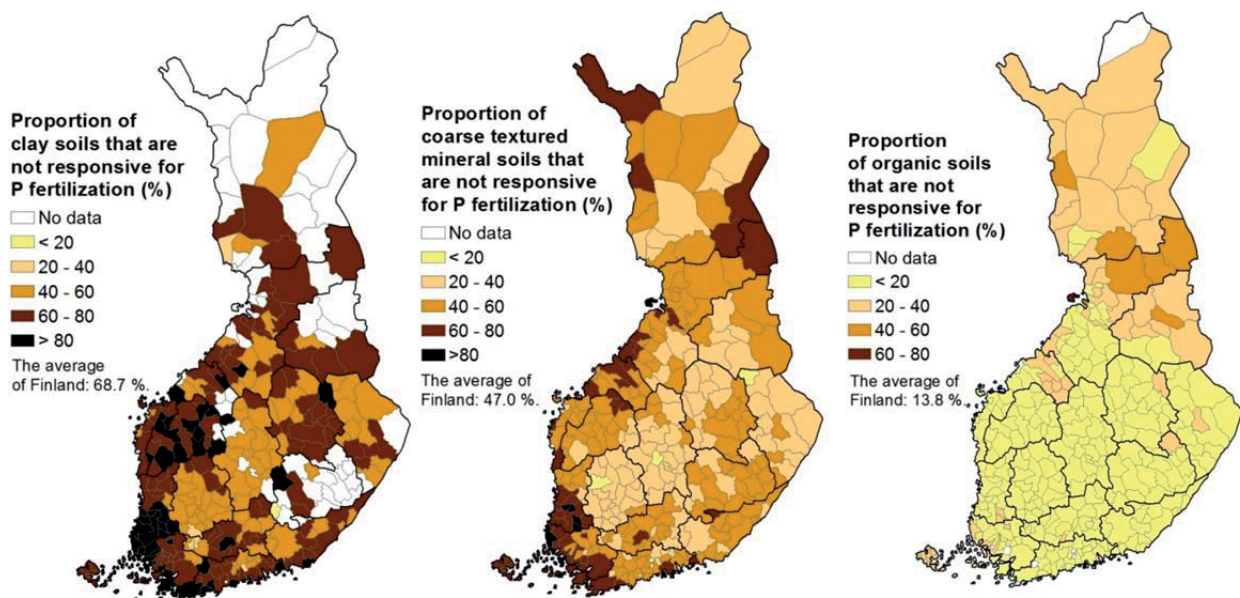 Proportion of
clay soils that are
not responsive for
P fertilization (%)
No data
< 20
20 - 40
40 - 60
60 - 80
> 80
The average
of Finland: 68.7 %.
Proportion of
coarse textured
mineral soils that
are not responsive
for P fertilization (%)
No data
< 20
20 - 40
40 - 60
60 - 80
>80
The average of
Finland: 47.0 %.
Proportion
of organic soils
that are not
responsive for
P fertilization (%)
No data
< 20
20 - 40
40 - 60
60 - 80
The average of
Finland: 13.8 %.